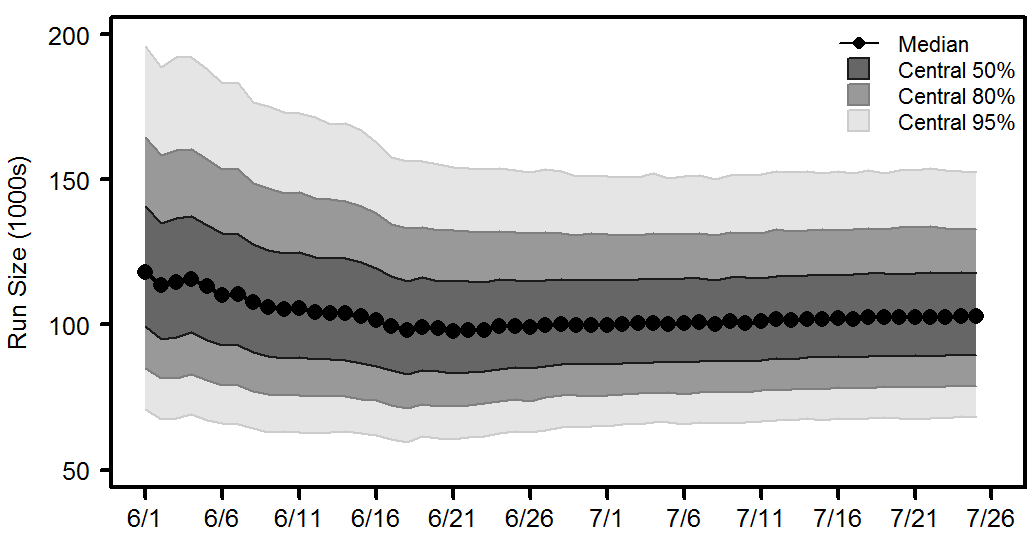 200
150
100
50
Run Size (1000s)
Median
Central 50%
Central 80%
Central 95%
6/1 6/6 6/11 6/16 6/21 6/26 7/1 7/6 7/11 7/16 7/21 7/26